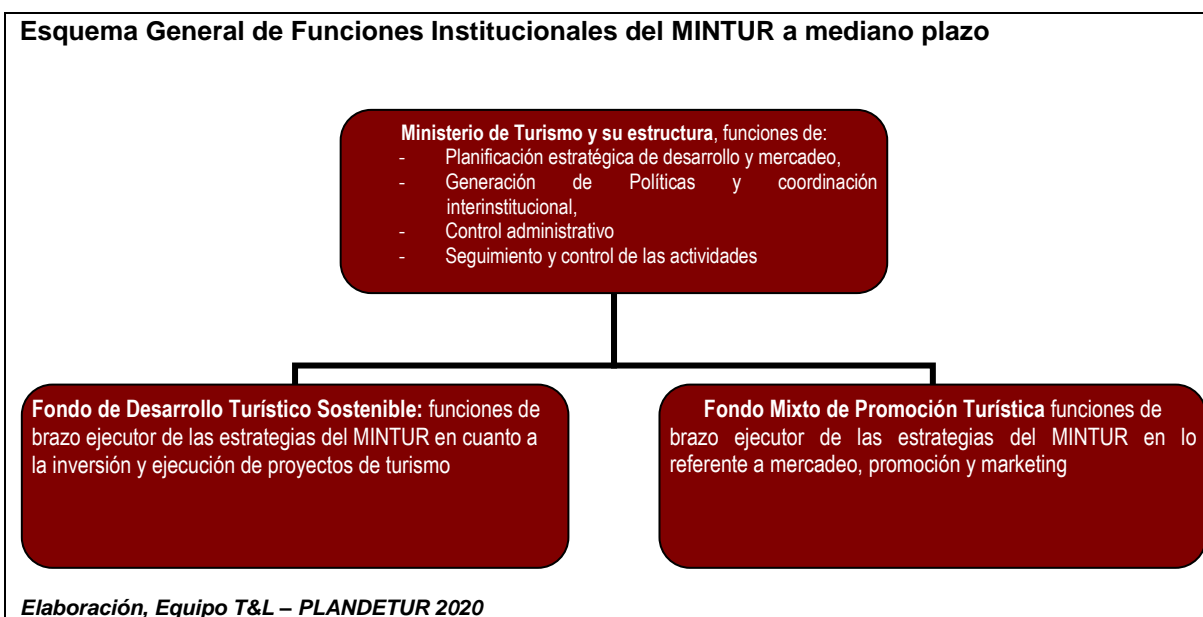 Esquema General de Funciones Institucionales del MINTUR a mediano plazo
Ministerio de Turismo y su estructura, funciones de:
- Planificación estratégica de desarrollo y mercadeo,
- Generación de Políticas y coordinación
interinstitucional,
- Control administrativo
- Seguimiento y control de las actividades
Fondo de Desarrollo Turístico Sostenible: funciones de
brazo ejecutor de las estrategias del MINTUR en cuanto a
la inversión y ejecución de proyectos de turismo
Fondo Mixto de Promoción Turística funciones de
brazo ejecutor de las estrategias del MINTUR en lo
referente a mercadeo, promoción y marketing
Elaboración, Equipo T&L – PLANDETUR 2020